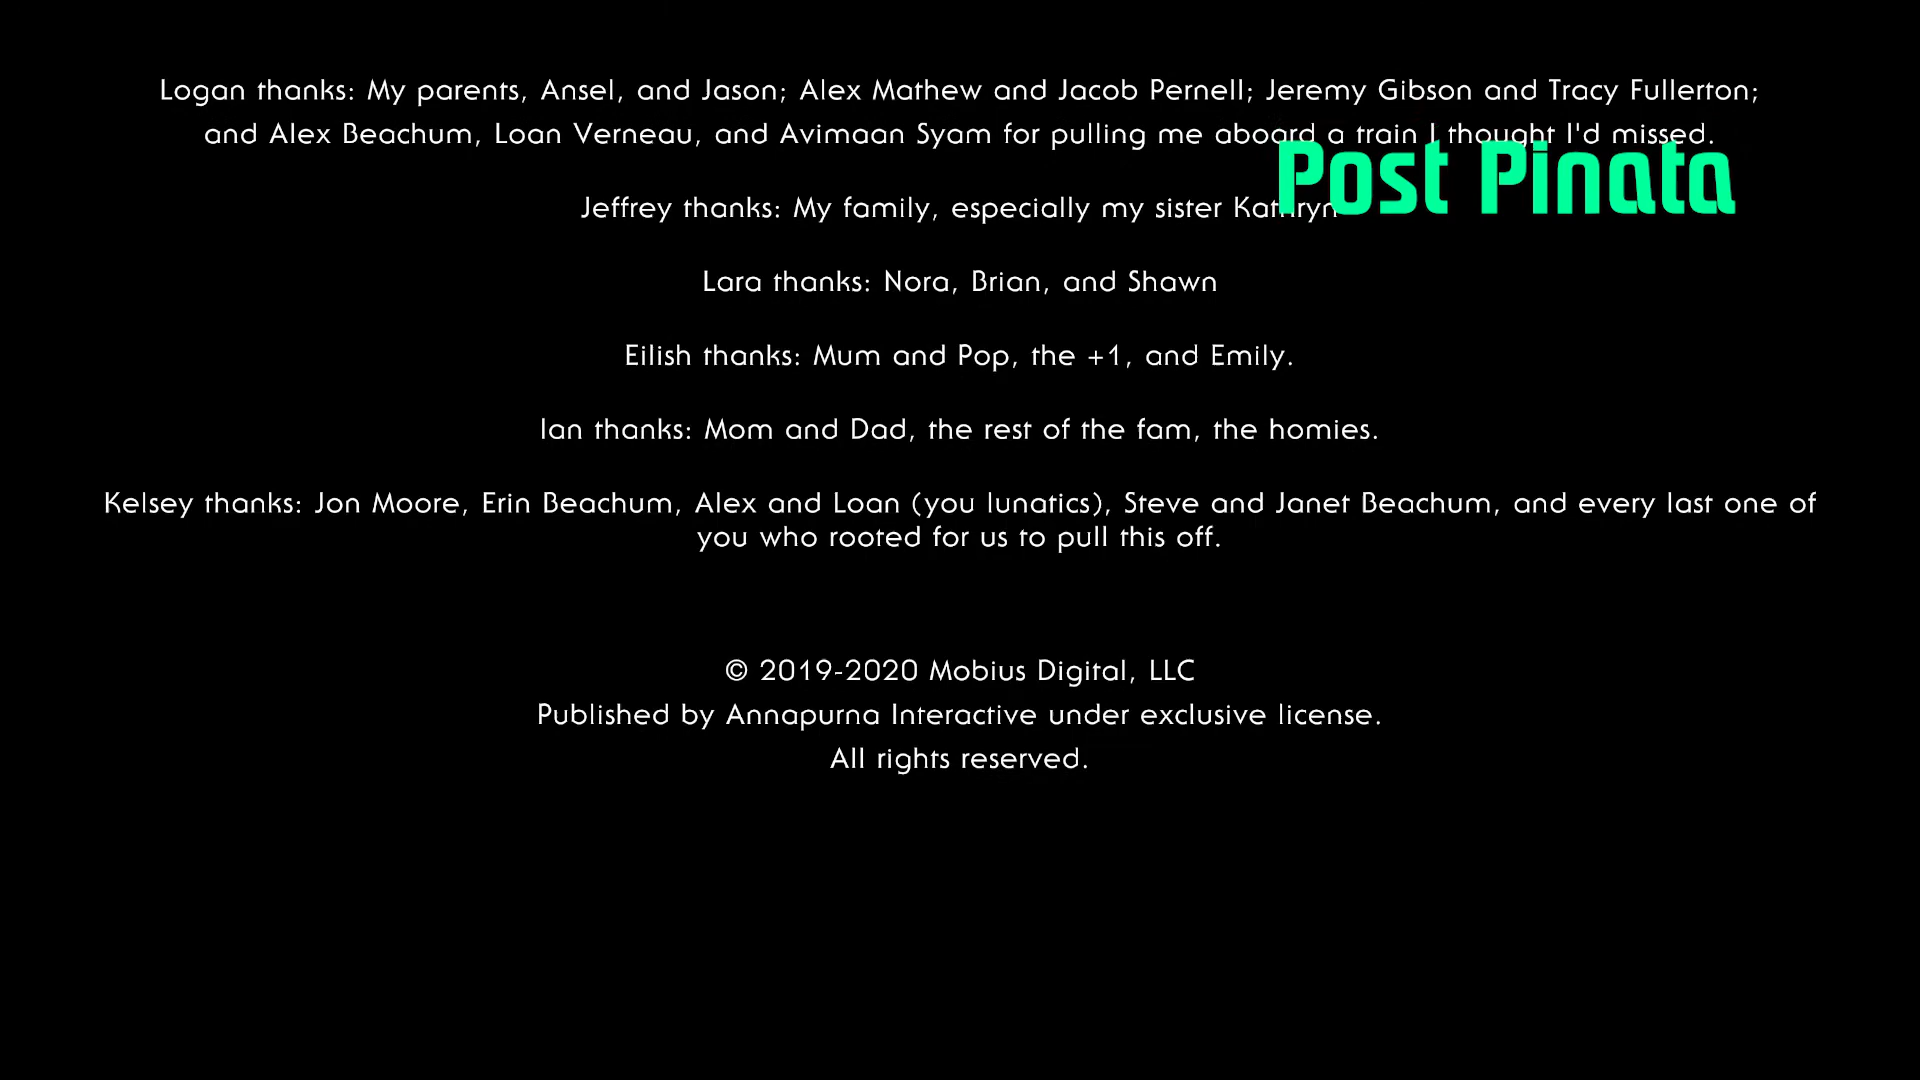 Logan thanks: My parents, Ansel, and Jason; Alex Mathew and Jacob Pernell; Jeremy Gibson and Tracy Fullerton;
and Alex Beachum, Loan Verneau, and Avimaan Syam for pulling me aboard a train I thought I'd missed.
Post Pinata
Jeffrey thanks: My family, especially my sister Kathryn
Lara thanks: Nora, Brian, and Shawn
Eilish thanks: Mum and Pop, the +1, and Emily.
Ian thanks: Mom and Dad, the rest of the fam, the homies.
Kelsey thanks: Jon Moore, Erin Beachum, Alex and Loan (you lunatics), Steve and Janet Beachum, and every last one of
you who rooted for us to pull this off.
© 2019-2020 Mobius Digital, LLC
Published by Annapurna Interactive under exclusive license.
All rights reserved.